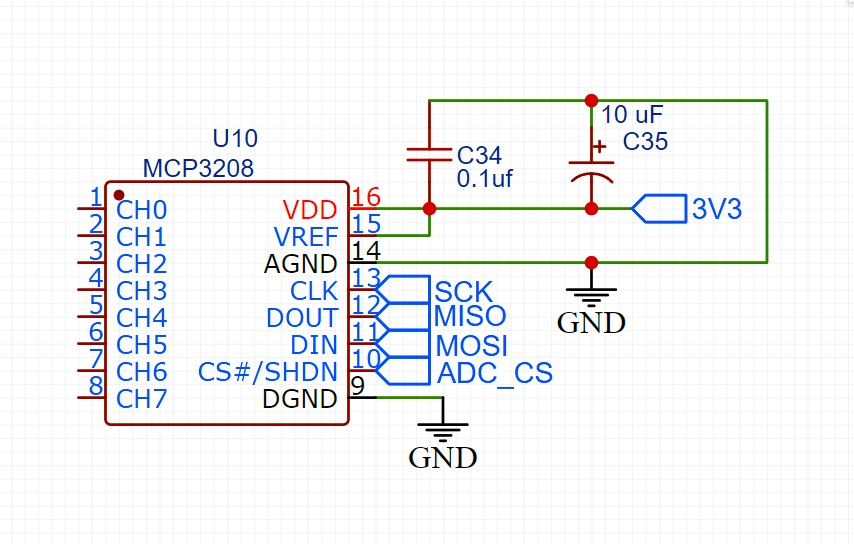 U10
MCP3208
1 CH0
2 CH1
3 CH2
4 CH3
5 CH4
6 CH5
7 CH6
8 CH7
VDD 16
VREF 15
AGND 14
CLK 13 SCK
DOUT 12 MISO
DIN 11 MOSI
CS#/SHDN 10 ADC_CS
DGND 9
C34
0.1uf
10 uF
+
C35
3V3
GND
GND